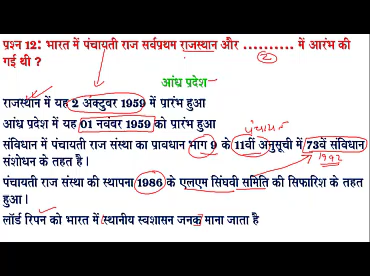 प्रश्न 12: भारत में पंचायती राज सर्वप्रथम राजस्थान और .......... में आरंभ की
गई थी ?
आंध्र प्रदेश
राजस्थान में यह 2 अक्टुबर 1959 में प्रारंभ हुआ
आंध्र प्रदेश में यह 01 नवंबर 1959 को प्रारंभ हुआ
पंचायत
संविधान में पंचायती राज संस्था का प्रावधान भाग 9 के 11वीं अनुसूची में 73वें संविधान
संशोधन के तहत है।
1992
पंचायती राज संस्था की स्थापना 1986 के एलएम सिंघवी समिति की सिफारिश के तहत
हुआ।
लॉर्ड रिपन को भारत में स्थानीय स्वशासन जनक माना जाता है